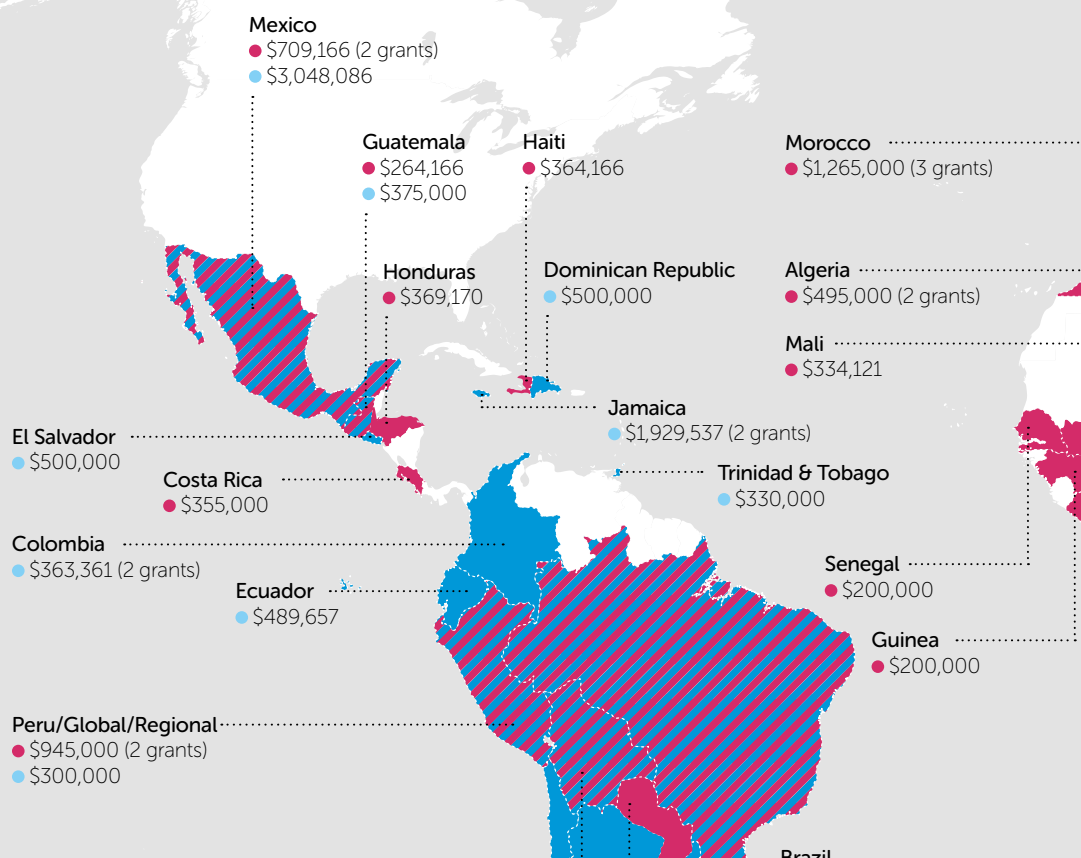 Mexico
$709,166 (2 grants)
$3,048,086
Guatemala
$264,166
$375,000
Haiti
$364,166
Morocco
$1,265,000 (3 grants)
Honduras
$369,170
Dominican Republic
$500,000
Algeria
$495,000 (2 grants)
Mali
$334,121
Jamaica
$1,929,537 (2 grants)
El Salvador
$500,000
Costa Rica
$355,000
Trinidad & Tobago
$330,000
Colombia
$363,361 (2 grants)
Ecuador
$489,657
Senegal
$200,000
Guinea
$200,000
Peru/Global/Regional
$945,000 (2 grants)
$300,000
Brazil